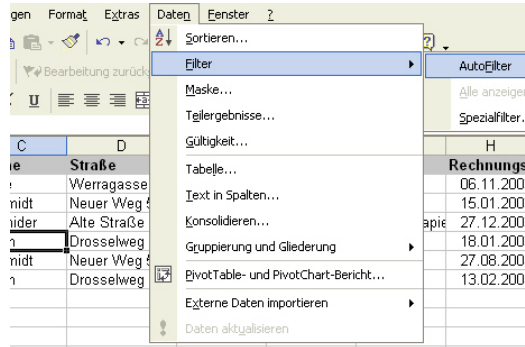 gen Format Extras Daten Fenster ?
Sortieren...
Filter
AutoFilter
Bearbeitung zurück
Maske...
Alle anzeigen
U
Teilergebnisse...
Spezialfilter.
Gültigkeit...
C D H
Straße Tabelle... Rechnungs
Werragasse 06.11.200
Text in Spalten...
midt Neuer Weg 15.01.200
ider Alte Straße Konsolidieren... apie 27.12.200
Drosselweg Gruppierung und Gliederung 18.01.200
midt Neuer Weg 27.08.200
Drosselweg PivotTable- und PivotChart-Bericht... 13.02.200
Externe Daten importieren
Daten aktualisieren